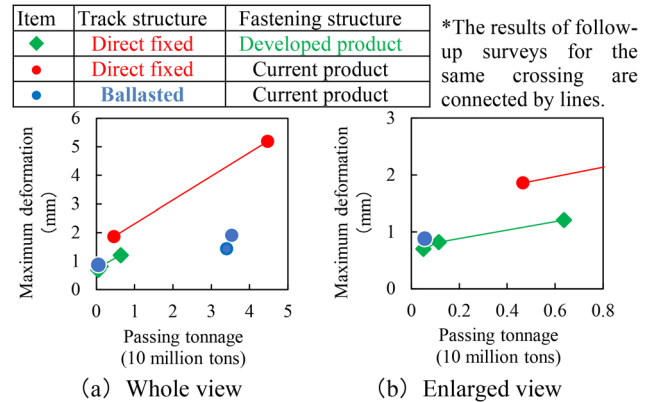 Item Track structure Fastening structure
Direct fixed Developed product
Direct fixed Current product
Ballasted Current product
*The results of follow-
up surveys for the
same crossing are
connected by lines.
Maximum deformation
(mm)
6
5
4
3
2
1
0
0 1 2 3 4 5
Passing tonnage
(10 million tons)
(a) Whole view
Maximum deformation
(mm)
3
2
1
0
0 0.2 0.4 0.6 0.8
Passing tonnage
(10 million tons)
(b) Enlarged view